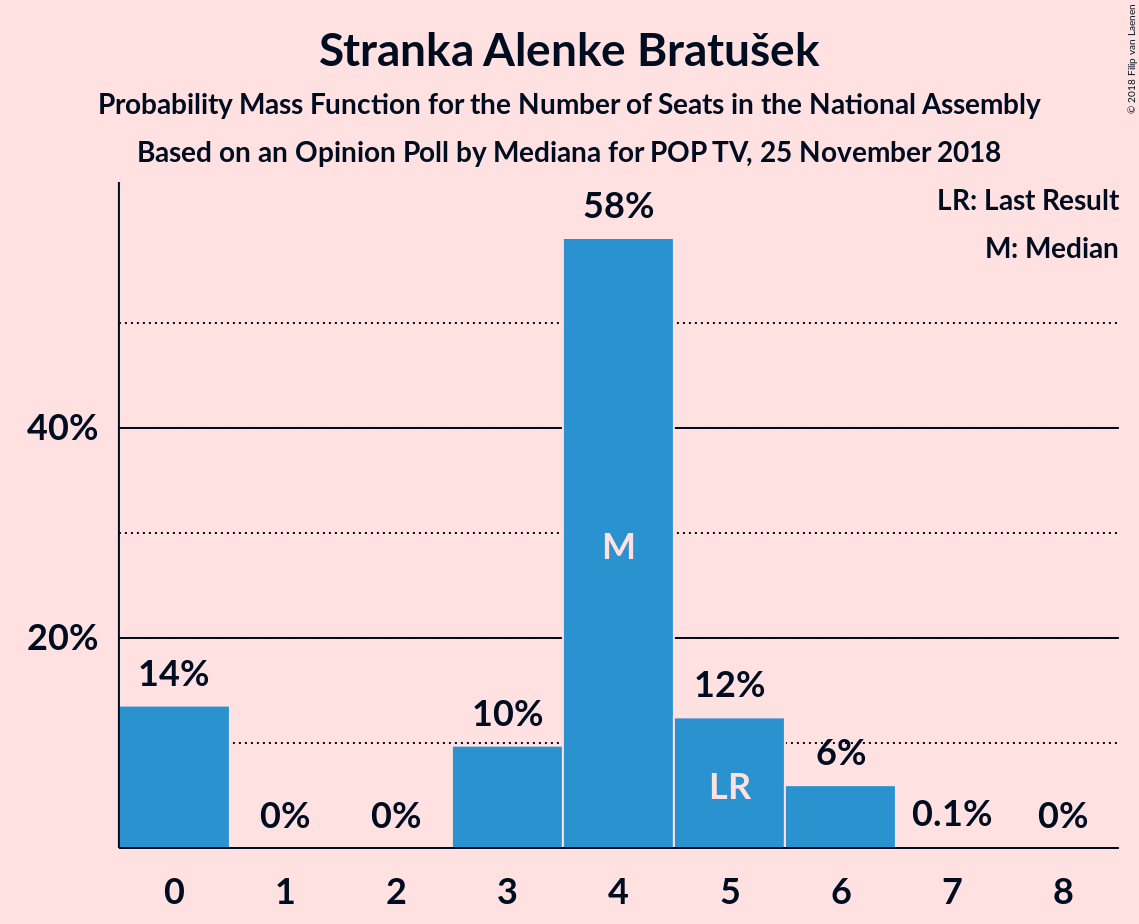 Stranka Alenke Bratušek
Probability Mass Function for the Number of Seats in the National Assembly
Based on an Opinion Poll by Mediana for POP TV, 25 November 2018
© 2018 Filip van Laenen
LR: Last Result
M: Median
58%
40%
M
20%
14%
12%
10%
6%
LR
0%
0%
0.1%
0%
0 1 2 3 4 5 6 7 8